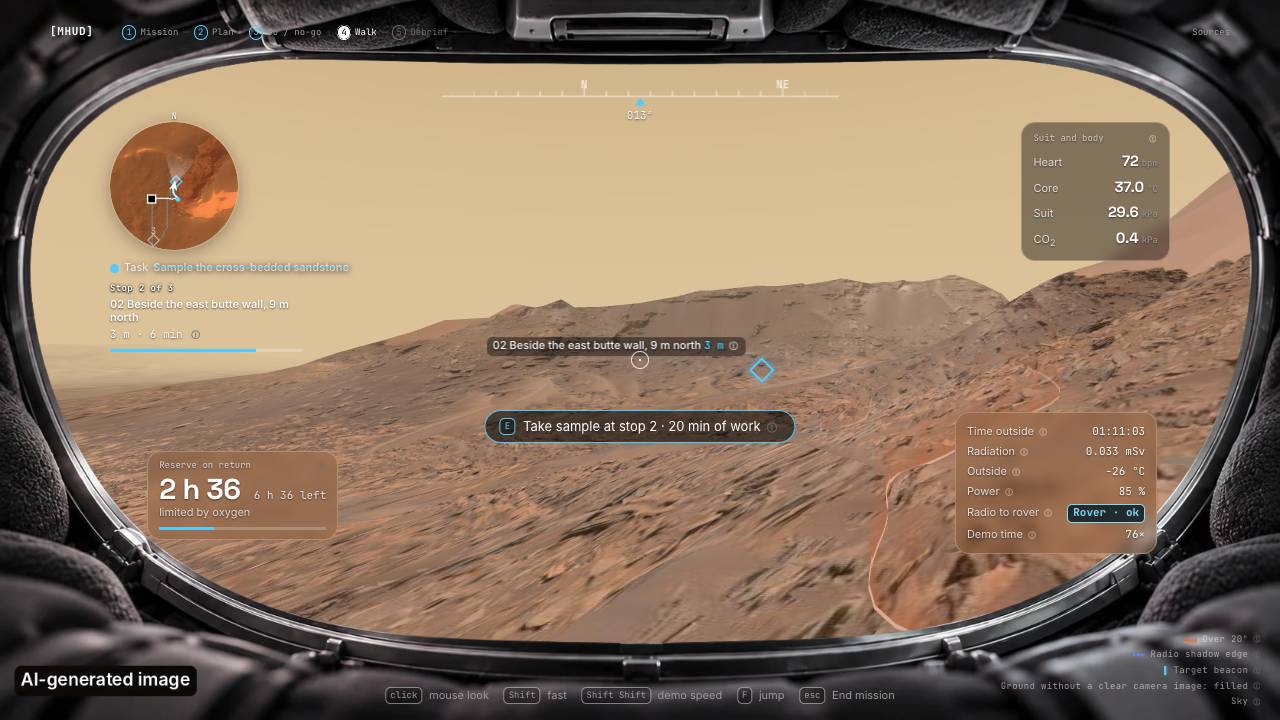 [MHUD]
1 Mission 2 Plan 3 Go / no-go 4 Walk 5 Debrief
Sources
N NE
013°
N
Task Sample the cross-bedded sandstone
Stop 2 of 3
02 Beside the east butte wall, 9 m
north
3 m · 6 min
Suit and body
Heart 72 bpm
Core 37.0 °C
Suit 29.6 kPa
CO2 0.4 kPa
02 Beside the east butte wall, 9 m north 3 m
E Take sample at stop 2 · 20 min of work
Reserve on return
2 h 36 6 h 36 left
limited by oxygen
Time outside 01:11:03
Radiation 0.033 mSv
Outside -26 °C
Power 85 %
Radio to rover Rover · ok
Demo time 76×
Over 20°
Radio shadow edge
Target beacon
Ground without a clear camera image: filled
Sky
AI-generated image
click mouse look Shift fast Shift Shift demo speed F jump esc End mission